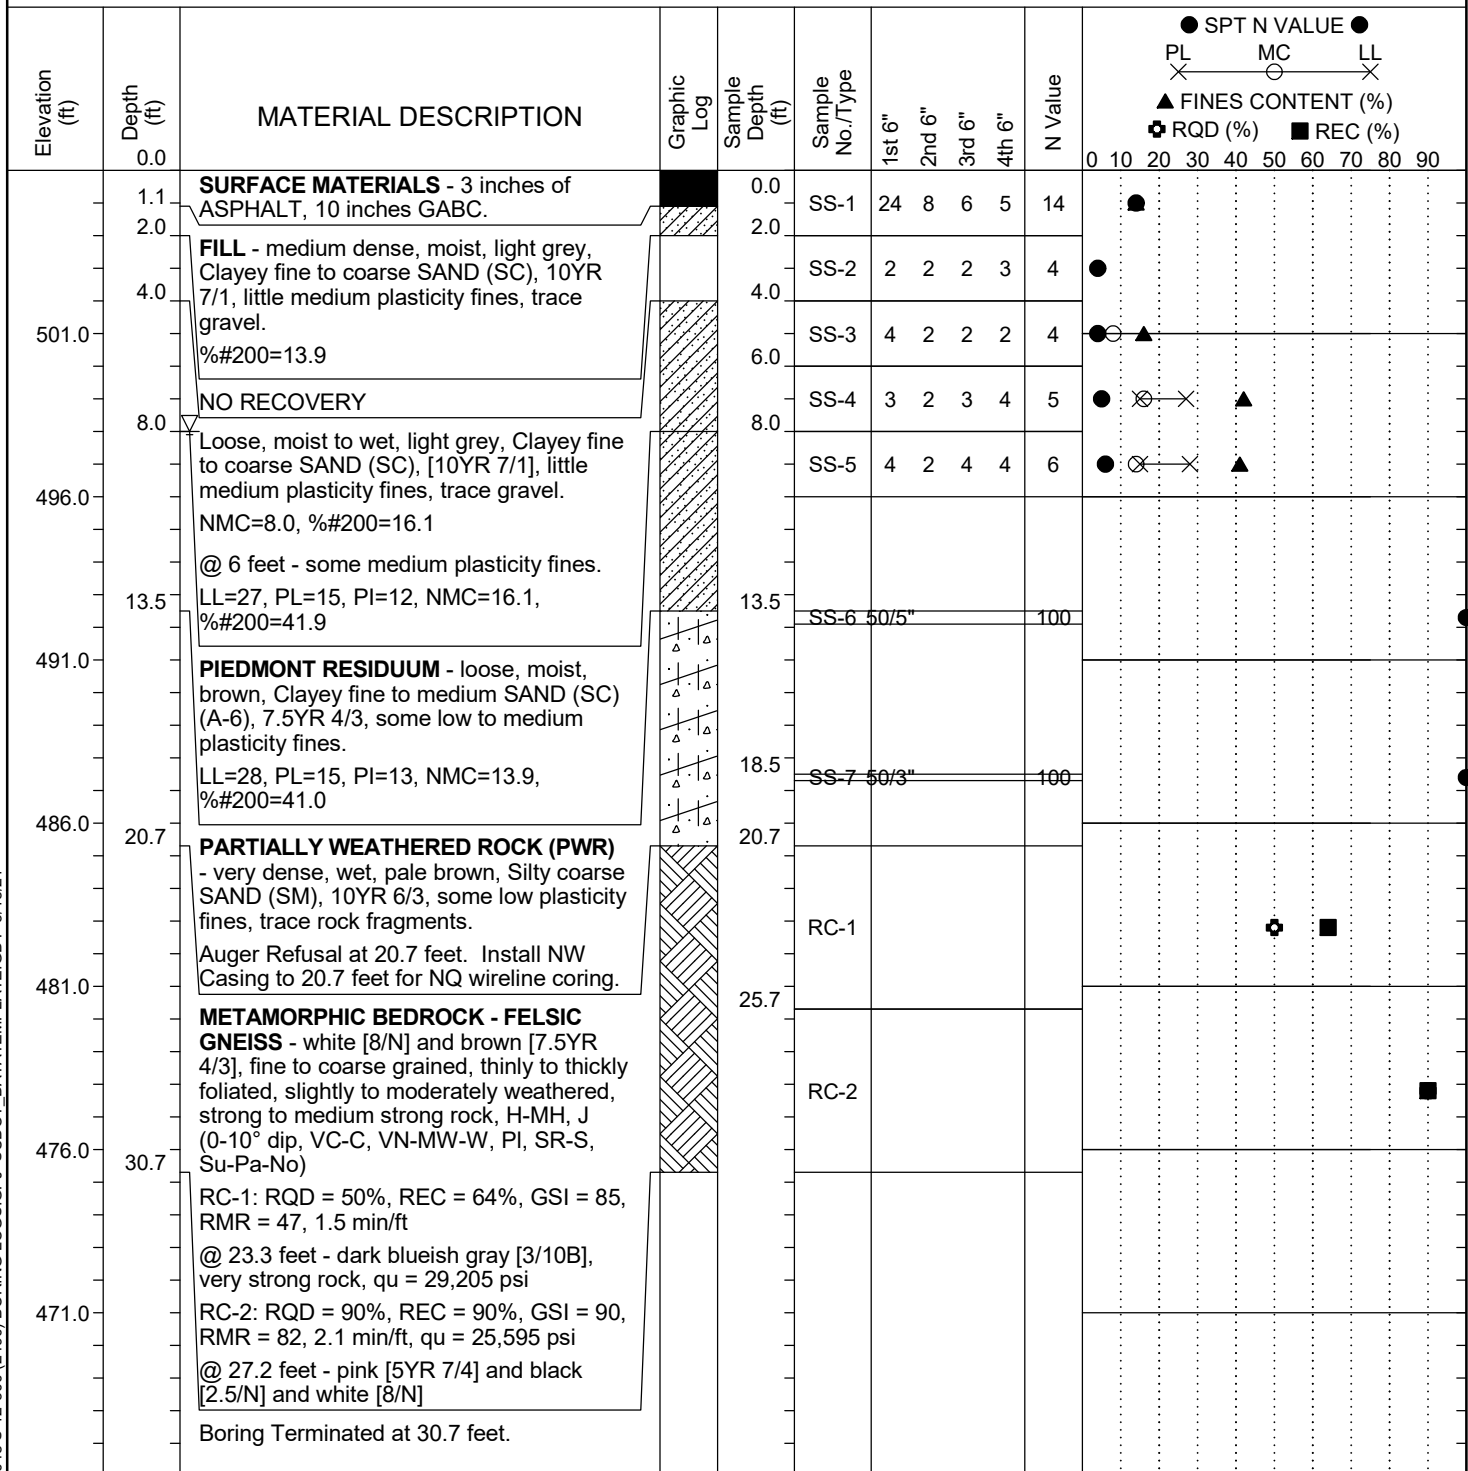 ● SPT N VALUE ●
PL MC LL
▲ FINES CONTENT (%)
RQD (%) ■ REC (%)
0 10 20 30 40 50 60 70 80 90
Elevation (ft)
Depth (ft)
0.0
MATERIAL DESCRIPTION
Graphic Log
Sample Depth (ft)
Sample No./Type
1st 6"
2nd 6"
3rd 6"
4th 6"
N Value
SURFACE MATERIALS - 3 inches of
ASPHALT, 10 inches GABC.
1.1
2.0
0.0
SS-1 24 8 6 5 14
2.0
FILL - medium dense, moist, light grey,
Clayey fine to coarse SAND (SC), 10YR
7/1, little medium plasticity fines, trace
gravel.
%#200=13.9
4.0
SS-2 2 2 2 3 4
4.0
501.0
SS-3 4 2 2 2 4
6.0
NO RECOVERY
SS-4 3 2 3 4 5
8.0
8.0
Loose, moist to wet, light grey, Clayey fine
to coarse SAND (SC), [10YR 7/1], little
medium plasticity fines, trace gravel.
NMC=8.0, %#200=16.1
SS-5 4 2 4 4 6
496.0
@ 6 feet - some medium plasticity fines.
LL=27, PL=15, PI=12, NMC=16.1,
%#200=41.9
13.5
13.5
SS-6 50/5" 100
491.0
PIEDMONT RESIDUUM - loose, moist,
brown, Clayey fine to medium SAND (SC)
(A-6), 7.5YR 4/3, some low to medium
plasticity fines.
LL=28, PL=15, PI=13, NMC=13.9,
%#200=41.0
18.5
SS-7 50/3" 100
486.0
20.7
20.7
PARTIALLY WEATHERED ROCK (PWR)
- very dense, wet, pale brown, Silty coarse
SAND (SM), 10YR 6/3, some low plasticity
fines, trace rock fragments.
Auger Refusal at 20.7 feet. Install NW
Casing to 20.7 feet for NQ wireline coring.
RC-1
481.0
25.7
METAMORPHIC BEDROCK - FELSIC
GNEISS - white [8/N] and brown [7.5YR
4/3], fine to coarse grained, thinly to thickly
foliated, slightly to moderately weathered,
strong to medium strong rock, H-MH, J
(0-10° dip, VC-C, VN-MW-W, PI, SR-S,
Su-Pa-No)
RC-2
476.0
30.7
RC-1: RQD = 50%, REC = 64%, GSI = 85,
RMR = 47, 1.5 min/ft
@ 23.3 feet - dark blueish gray [3/10B],
very strong rock, qu = 29,205 psi
RC-2: RQD = 90%, REC = 90%, GSI = 90,
RMR = 82, 2.1 min/ft, qu = 25,595 psi
471.0
@ 27.2 feet - pink [5YR 7/4] and black
[2.5/N] and white [8/N]
Boring Terminated at 30.7 feet.